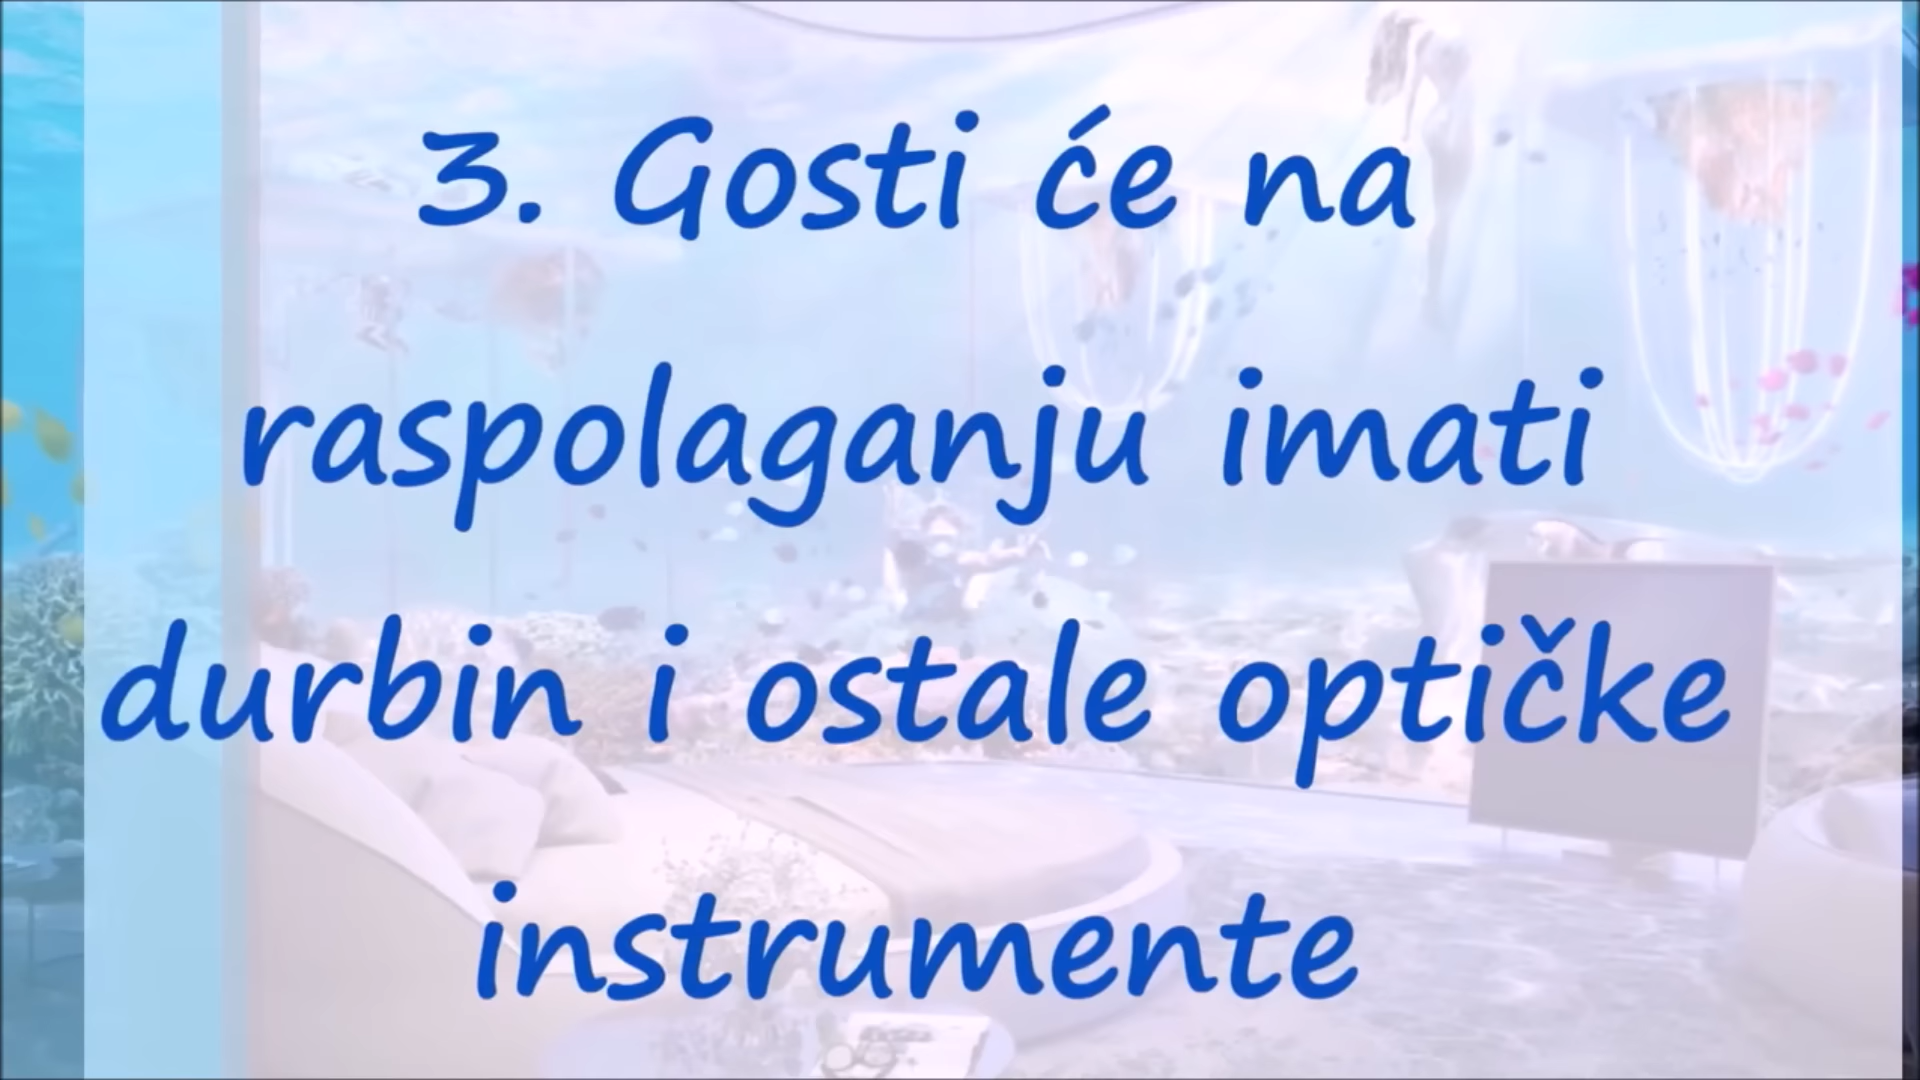 3. Gosti će na
raspolaganju imati
durbin i ostale optičke
instrumente